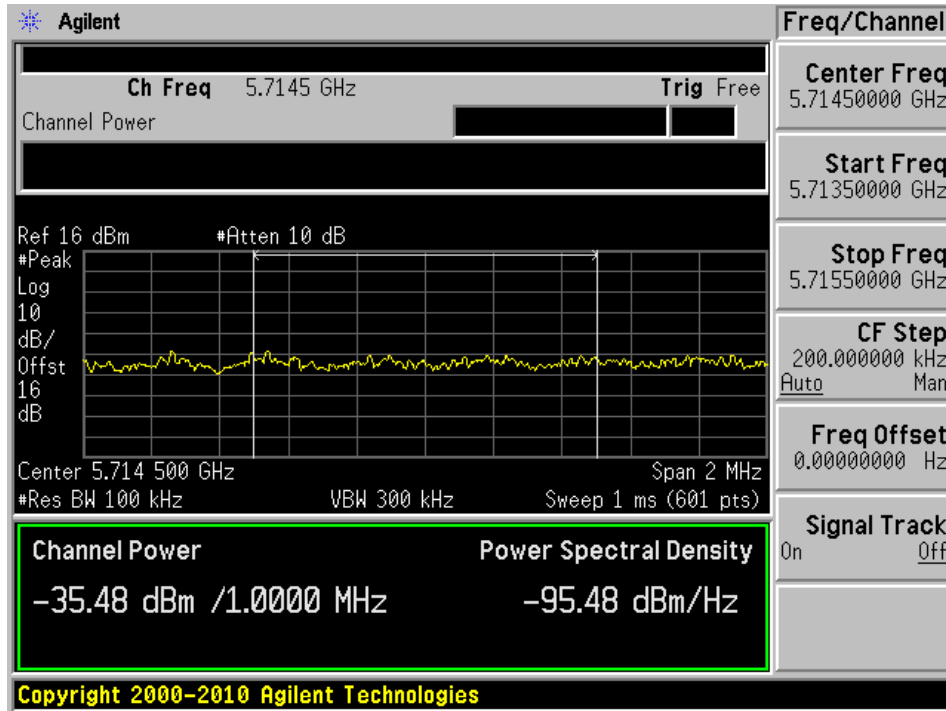 Agilent
Freq/Channel
Ch Freq 5.7145 GHz Trig Free
Channel Power
Center Freq
5.71450000 GHz
Start Freq
5.71350000 GHz
Stop Freq
5.71550000 GHz
CF Step
200.000000 kHz
Auto Man
Freq Offset
0.00000000 Hz
Signal Track
On Off
Ref 16 dBm #Atten 10 dB
#Peak
Log
10
dB/
Offst
16
dB
Center 5.714 500 GHz Span 2 MHz
#Res BW 100 kHz VBW 300 kHz Sweep 1 ms (601 pts)
Channel Power Power Spectral Density
-35.48 dBm /1.0000 MHz -95.48 dBm/Hz
Copyright 2000-2010 Agilent Technologies